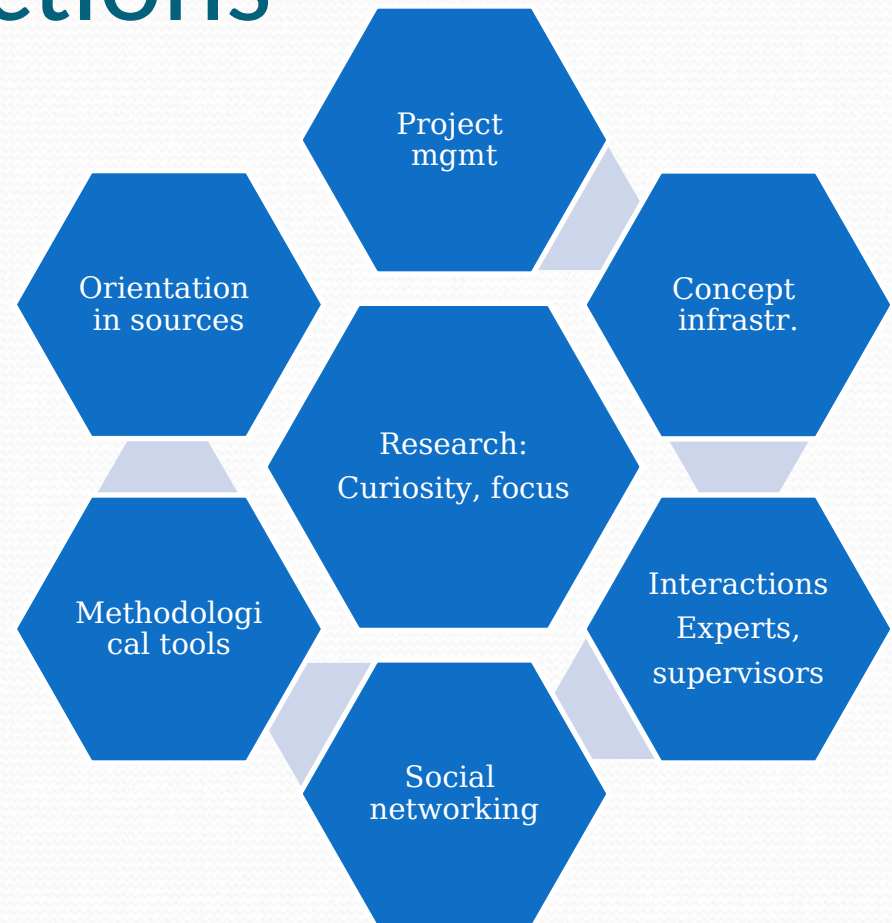 ctions
Project
mgmt
Orientation
in sources
Concept
infrastr.
Research:
Curiosity, focus
Methodologi
cal tools
Interactions
Experts,
supervisors
Social
networking